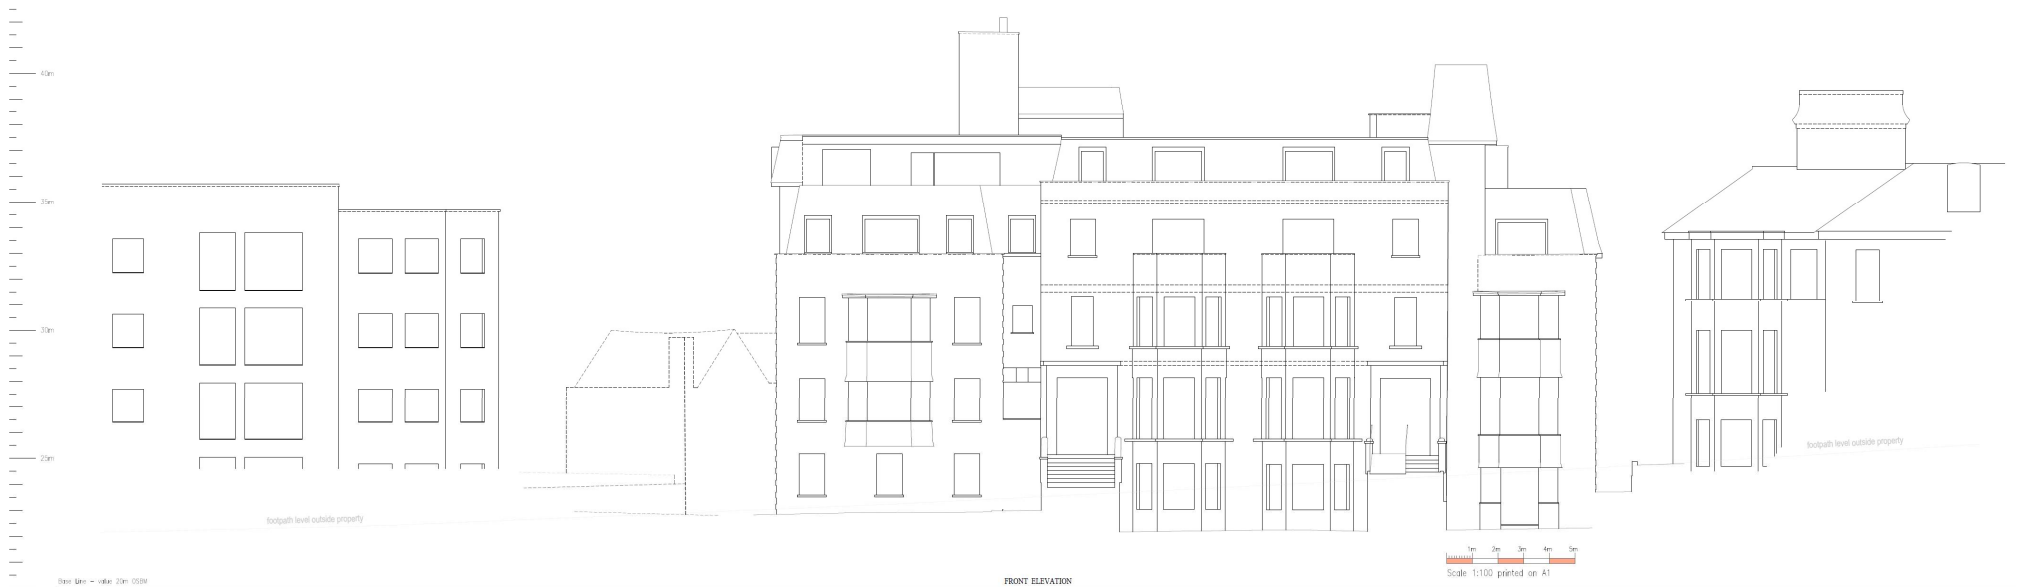 40m
35m
30m
25m
footpath level outside property
footpath level outside property
1m 2m 3m 4m 5m
Scale 1:100 printed on A1
Base Line - value 20m OSBM
FRONT ELEVATION